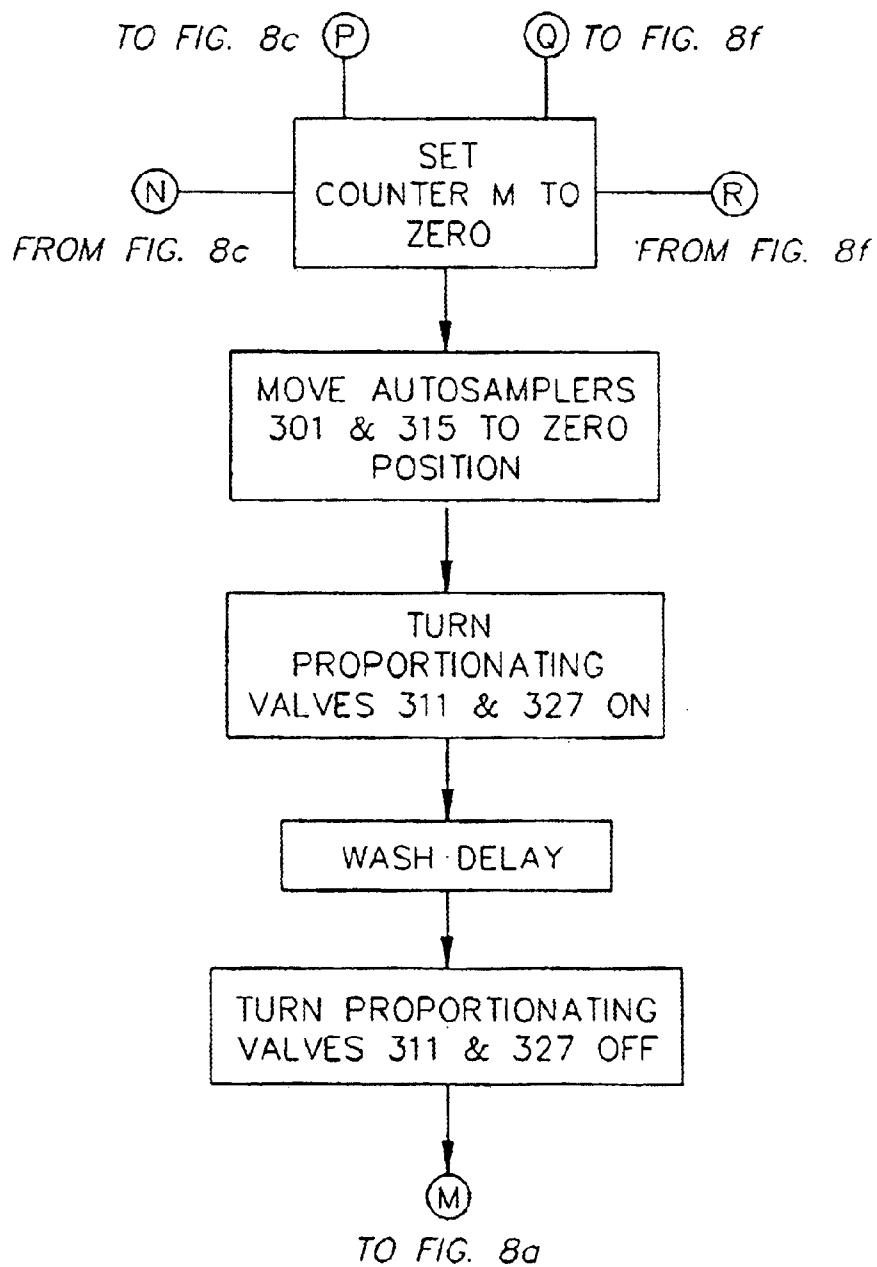 TO FIG. 8c P
Q TO FIG. 8f
SET
COUNTER M TO
ZERO
N
R
FROM FIG. 8c
FROM FIG. 8f
MOVE AUTOSAMPLERS
301 & 315 TO ZERO
POSITION
TURN
PROPORTIONATING
VALVES 311 & 327 ON
WASH DELAY
TURN PROPORTIONATING
VALVES 311 & 327 OFF
M
TO FIG. 8a